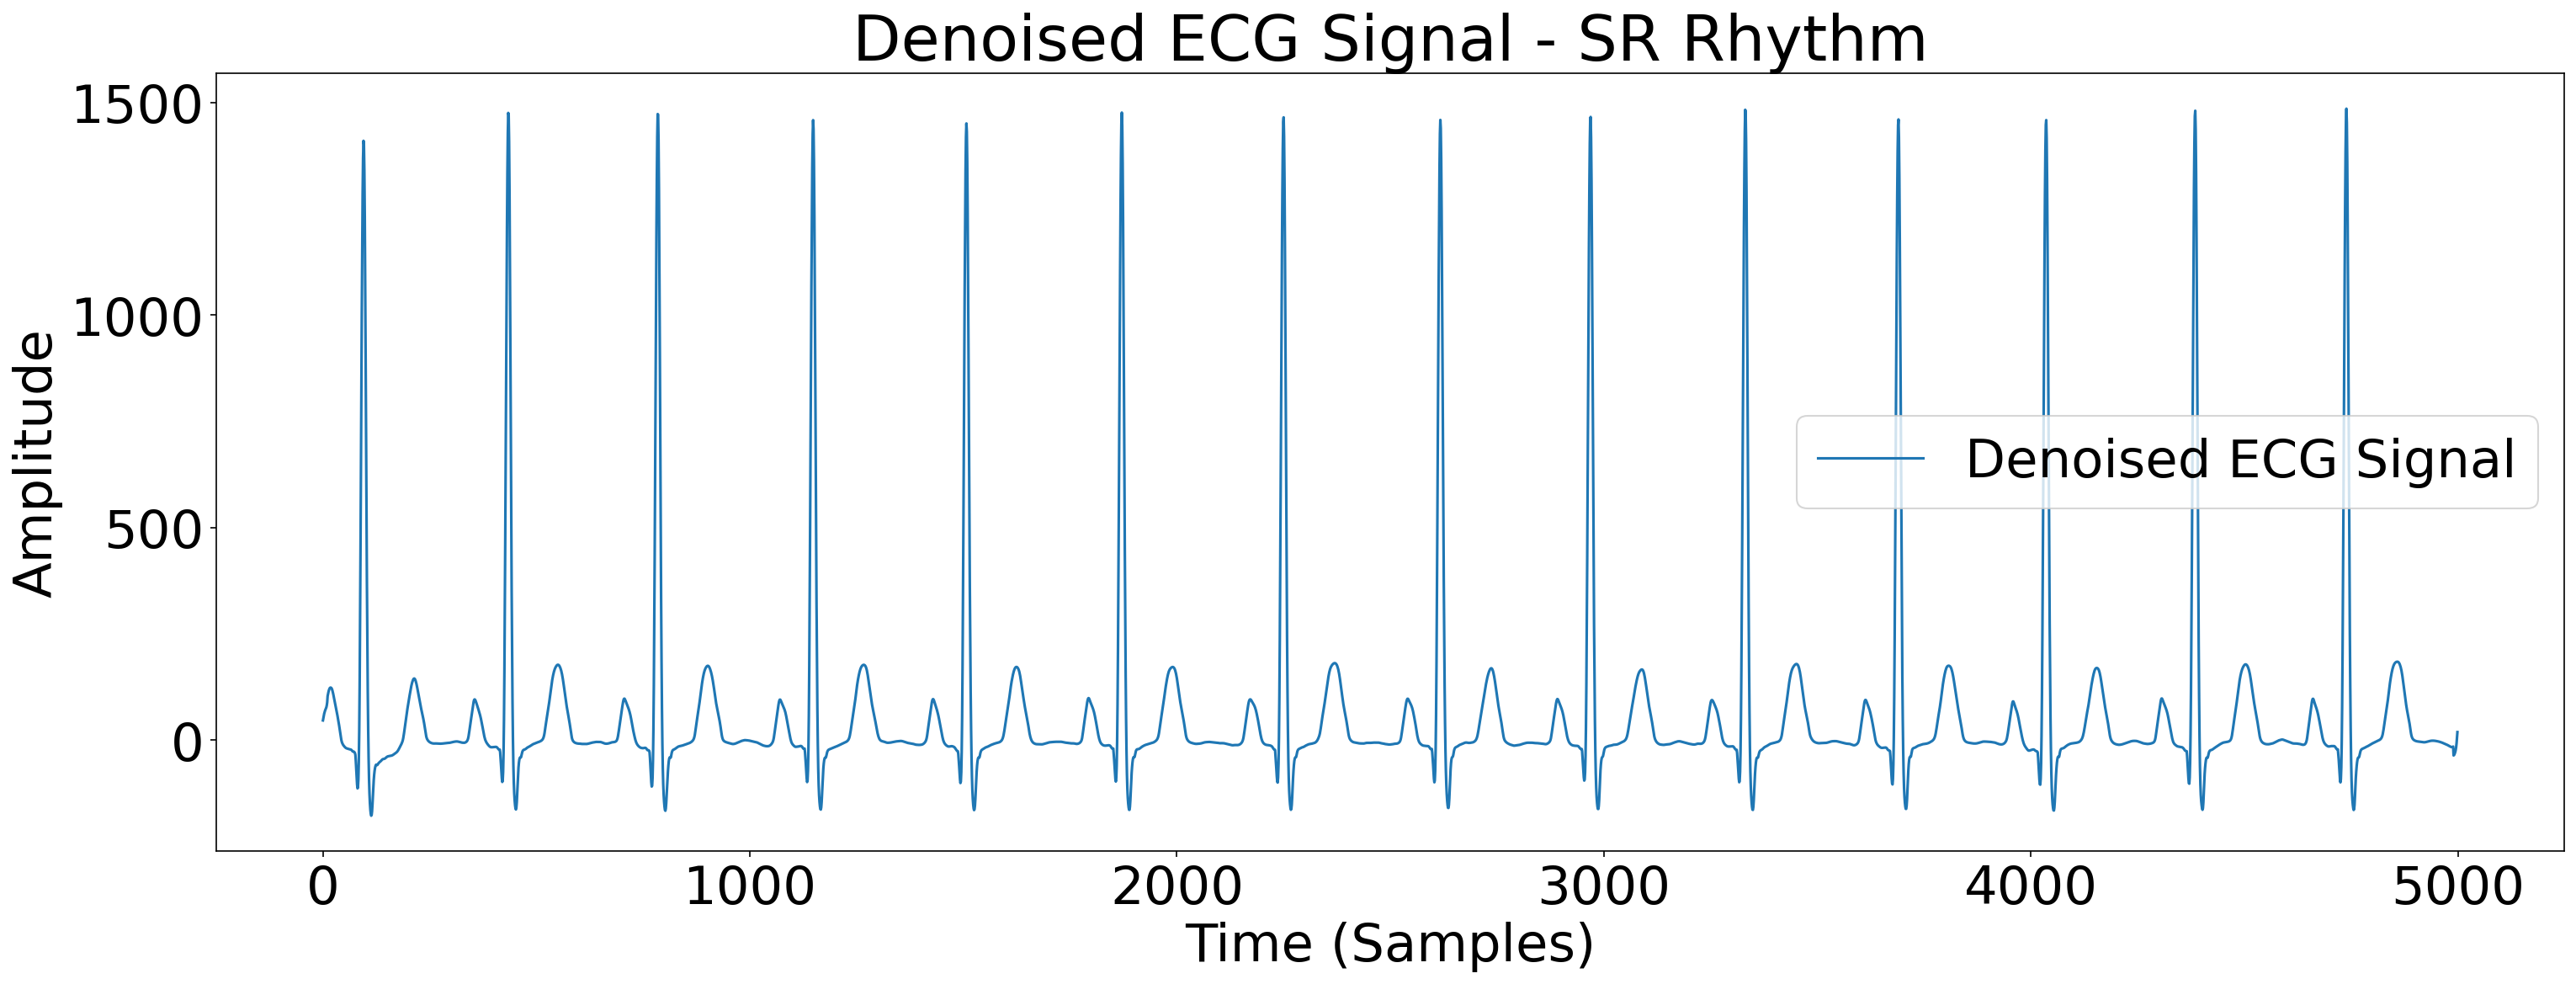 Denoised ECG Signal - SR Rhythm
1500
1000
500
0
Amplitude
Denoised ECG Signal
0 1000 2000 3000 4000 5000
Time (Samples)